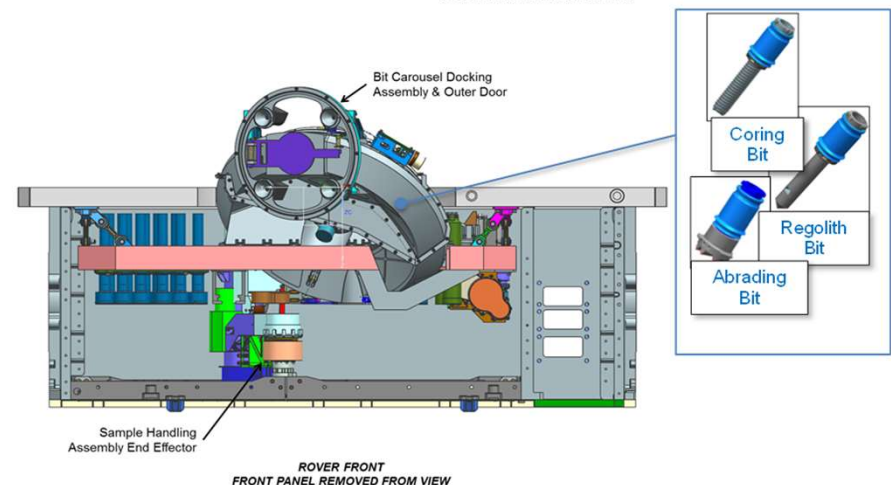 Bit Carousel Docking
Assembly & Outer Door
Coring
Bit
Regolith
Bit
Abrading
Bit
Sample Handling
Assembly End Effector
ROVER FRONT
FRONT PANEL REMOVED FROM VIEW